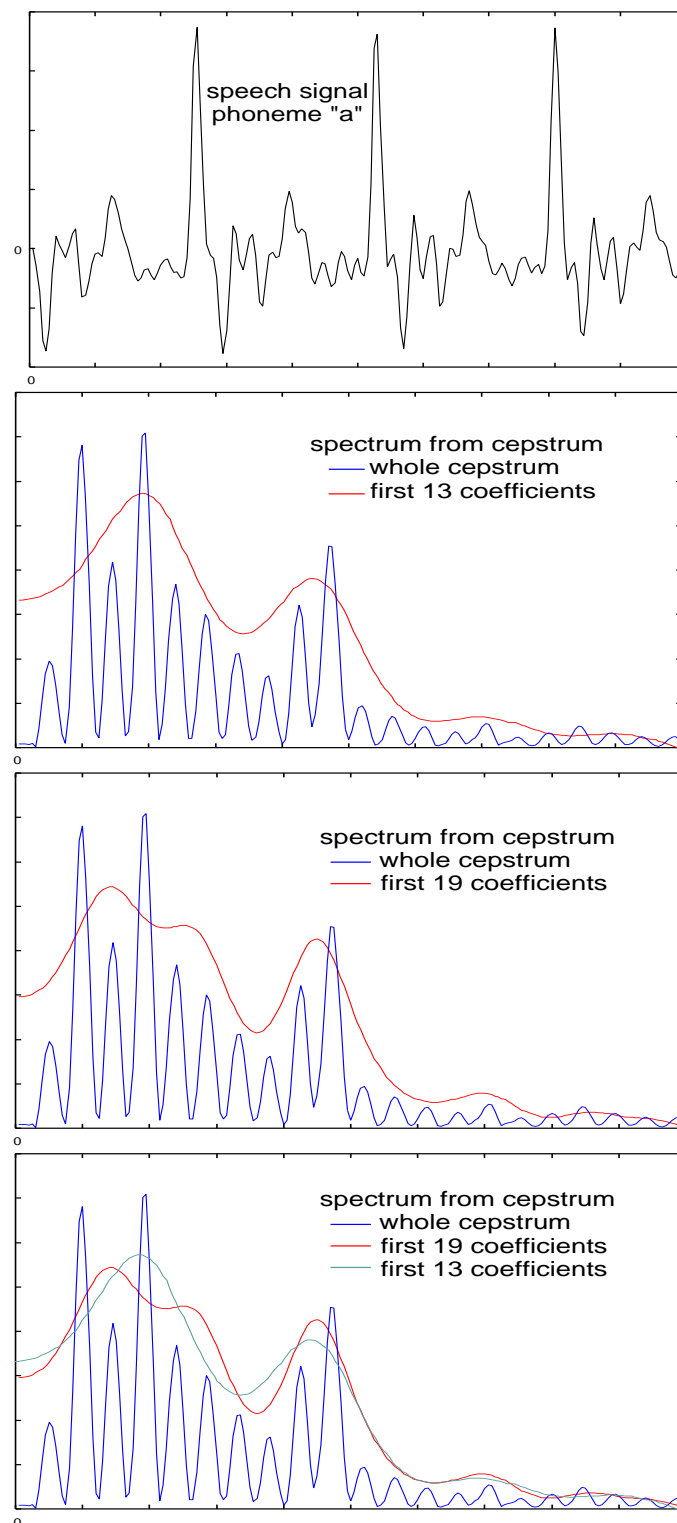 speech signal
phoneme "a"
0
0
spectrum from cepstrum
whole cepstrum
first 13 coefficients
0
spectrum from cepstrum
whole cepstrum
first 19 coefficients
0
spectrum from cepstrum
whole cepstrum
first 19 coefficients
first 13 coefficients
0